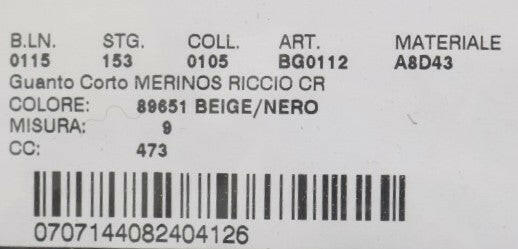 B.LN. STG. COLL. ART. MATERIALE
0115 153 0105 BG0112 A8D43
Guanto Corto MERINOS RICCIO CR
COLORE: 89651 BEIGE/NERO
MISURA: 9
CC: 473
0707144082404126